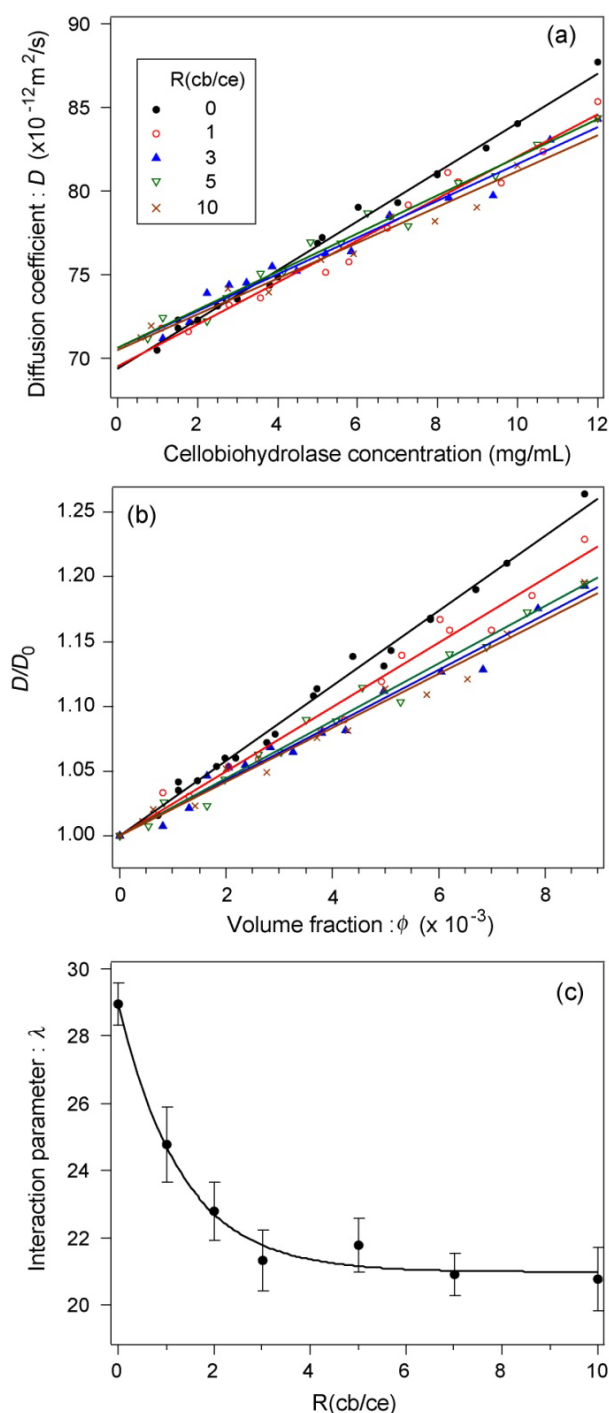 (a)
R(cb/ce)
0
1
3
5
10
90
85
80
75
70
Diffusion coefficient : D (x10⁻¹²m²/s)
0 2 4 6 8 10 12
Cellobiohydrolase concentration (mg/mL)
(b)
1.25
1.20
1.15
1.10
1.05
1.00
D/D₀
0 2 4 6 8
Volume fraction : ϕ (x 10⁻³)
(c)
30
28
26
24
22
20
Interaction parameter : λ
0 2 4 6 8 10
R(cb/ce)